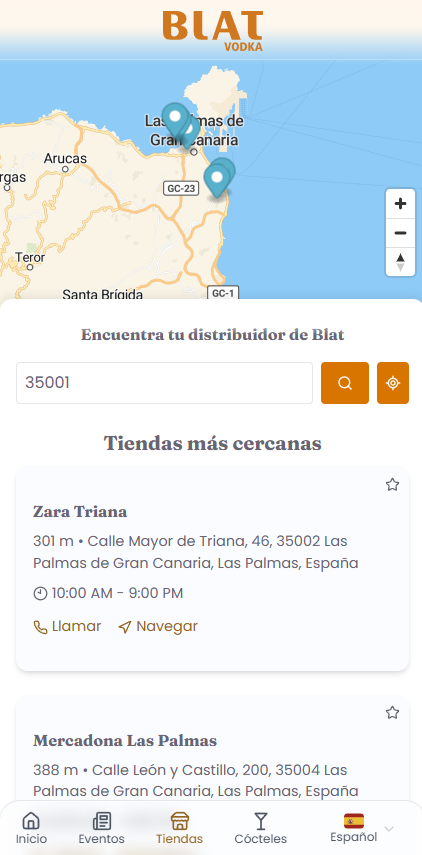 BLAT
VODKA
Las Palmas de
Gran Canaria
Arucas
rgas
GC-23
Teror
Santa Brígida
GC-1
Encuentra tu distribuidor de Blat
35001
Tiendas más cercanas
Zara Triana
301 m • Calle Mayor de Triana, 46, 35002 Las
Palmas de Gran Canaria, Las Palmas, España
10:00 AM - 9:00 PM
Llamar Navegar
Mercadona Las Palmas
388 m • Calle León y Castillo, 200, 35004 Las
Palmas de Gran Canaria, Las Palmas, España
Inicio Eventos Tiendas Cócteles Español